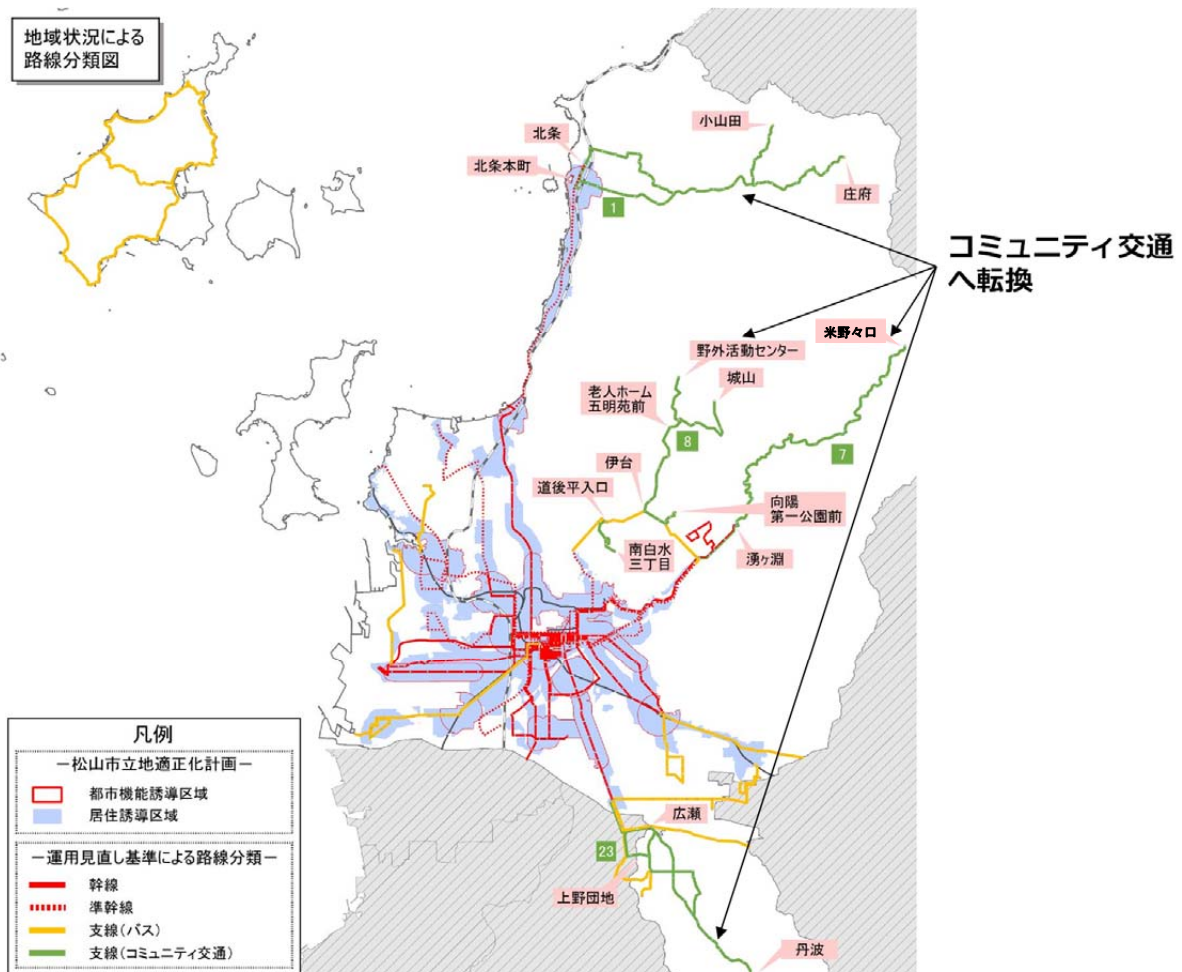 地域状況による
路線分類図
小山田
北条
北条本町
庄府
1
コミュニティ交通
へ転換
米野々口
野外活動センター
城山
老人ホーム
五明苑前
8
7
伊台
道後平入口
向陽
第一公園前
南白水
三丁目
湧ヶ淵
凡例
－松山市立地適正化計画－
都市機能誘導区域
居住誘導区域
－運用見直し基準による路線分類－
幹線
準幹線
支線(バス)
支線(コミュニティ交通)
広瀬
23
上野団地
丹波